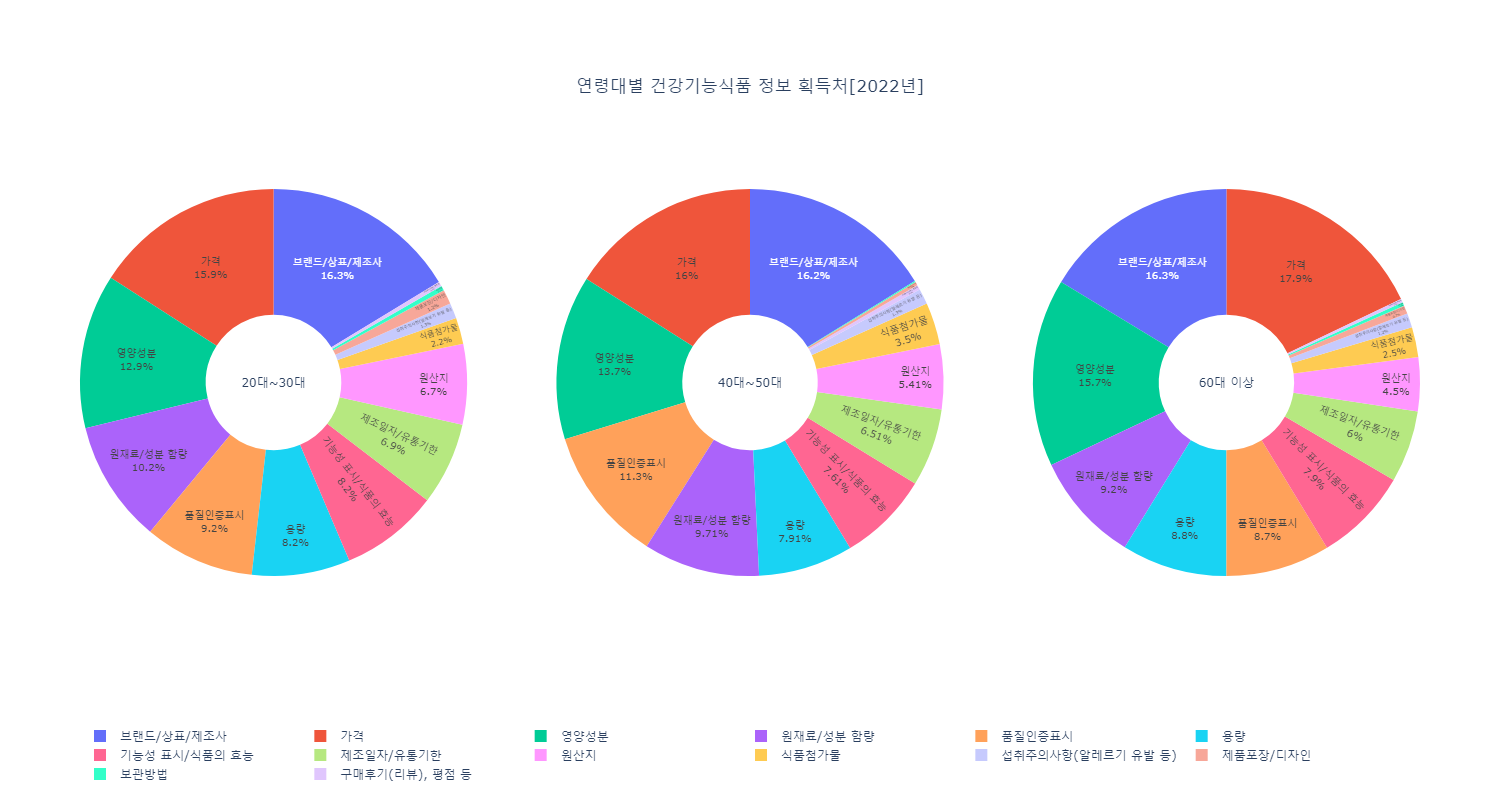 연령대별 건강기능식품 정보 획득처[2022년]
브랜드/상표/제조사
16.3%
가격
15.9%
영양성분
12.9%
원재료/성분 함량
10.2%
품질인증표시
9.2%
용량
8.2%
기능성 표시/식품의 효능
8.2%
제조일자/유통기한
6.9%
원산지
6.7%
식품첨가물
2.2%
20대~30대
브랜드/상표/제조사
16.2%
가격
16%
영양성분
13.7%
품질인증표시
11.3%
원재료/성분 함량
9.71%
용량
7.91%
기능성 표시/식품의 효능
7.61%
제조일자/유통기한
6.51%
원산지
5.41%
식품첨가물
3.5%
40대~50대
가격
17.9%
브랜드/상표/제조사
16.3%
영양성분
15.7%
원재료/성분 함량
9.2%
용량
8.8%
품질인증표시
8.7%
기능성 표시/식품의 효능
7.9%
제조일자/유통기한
6%
원산지
4.5%
식품첨가물
2.5%
60대 이상
브랜드/상표/제조사 가격 영양성분 원재료/성분 함량 품질인증표시 용량
기능성 표시/식품의 효능 제조일자/유통기한 원산지 식품첨가물 섭취주의사항(알레르기 유발 등) 제품포장/디자인
보관방법 구매후기(리뷰), 평점 등